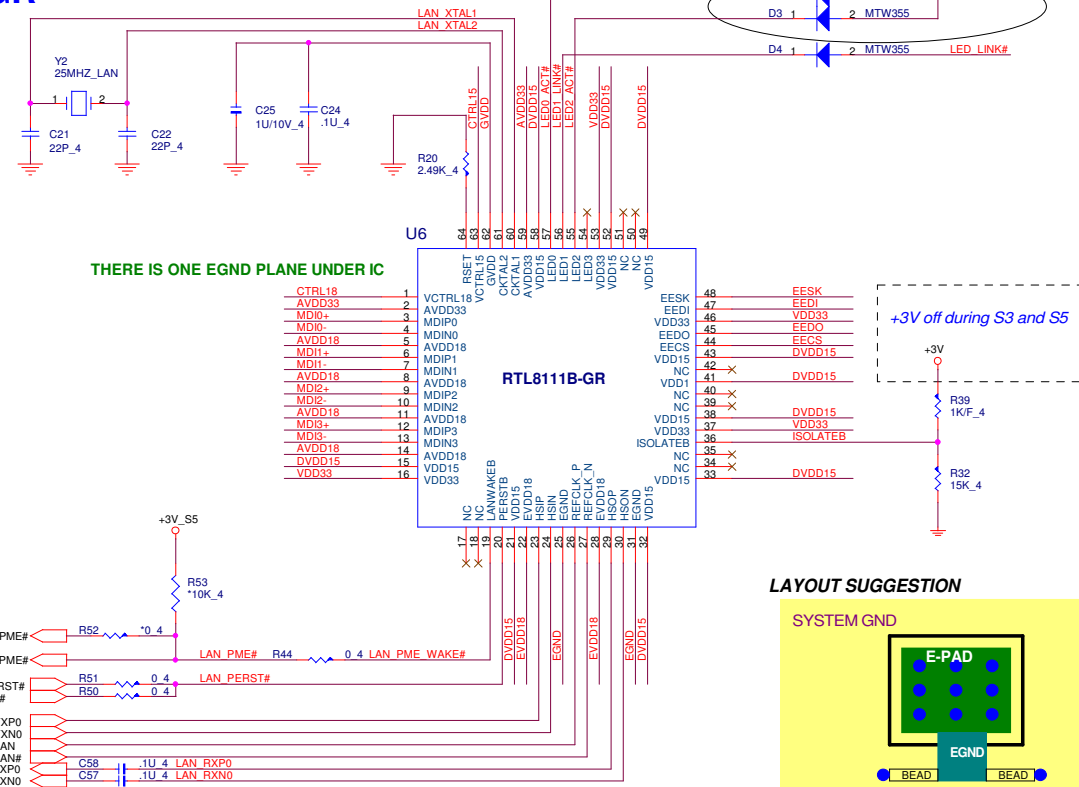 LAN_XTAL1
LAN_XTAL2
D3 1 2 MTW355
D4 1 2 MTW355 LED_LINK#
Y2
25MHZ_LAN
1 2
C21
22P_4
C22
22P_4
C25
1U/10V_4
C24
.1U_4
R20
2.49K_4
CTRL15
GVDD
AVDD33
DVDD15
LED0_ACT#
LED1_LINK#
LED2_ACT#
VDD33
DVDD15
DVDD15
U6
THERE IS ONE EGND PLANE UNDER IC
64 RSET
63 VCTRL15
62 GVDD
61 CKTAL2
60 CKTAL1
59 AVDD33
58 VDD15
57 LED0
56 LED1
55 LED2
54 LED3
53 VDD33
52 VDD15
51 NC
50 NC
49 VDD15
CTRL18 1 VCTRL18
AVDD33 2 AVDD33
MDI0+ 3 MDIP0
MDI0- 4 MDIN0
AVDD18 5 AVDD18
MDI1+ 6 MDIP1
MDI1- 7 MDIN1
AVDD18 8 AVDD18
MDI2+ 9 MDIP2
MDI2- 10 MDIN2
AVDD18 11 AVDD18
MDI3+ 12 MDIP3
MDI3- 13 MDIN3
AVDD18 14 AVDD18
DVDD15 15 VDD15
VDD33 16 VDD33
RTL8111B-GR
EESK 48 EESK
EEDI 47 EEDI
VDD33 46 VDD33
EEDO 45 EEDO
EECS 44 EECS
VDD15 43 DVDD15
NC 42
VDD1 41 DVDD15
NC 40
NC 39
VDD15 38 DVDD15
VDD33 37 VDD33
ISOLATEB 36 ISOLATEB
NC 35
NC 34
VDD15 33 DVDD15
NC 17
NC 18
LANWAKEB 19
PERSTB 20
VDD15 21 DVDD15
EVDD18 22 EVDD18
HSIP 23
HSIN 24
EGND 25 EGND
REFCLK_P 26
REFCLK_N 27
EVDD18 28 EVDD18
HSOP 29
HSON 30
EGND 31 EGND
VDD15 32 DVDD15
+3V off during S3 and S5
+3V
R39
1K/F_4
R32
15K_4
+3V_S5
R53
*10K_4
PME# R52 *0_4
PME# LAN_PME# R44 0_4 LAN_PME_WAKE#
RST# R51 0_4 LAN_PERST#
# R50 0_4
XP0
XN0
AN
AN#
XP0 C58 .1U_4 LAN_RXP0
XN0 C57 .1U_4 LAN_RXN0
LAYOUT SUGGESTION
SYSTEM GND
E-PAD
EGND
BEAD BEAD